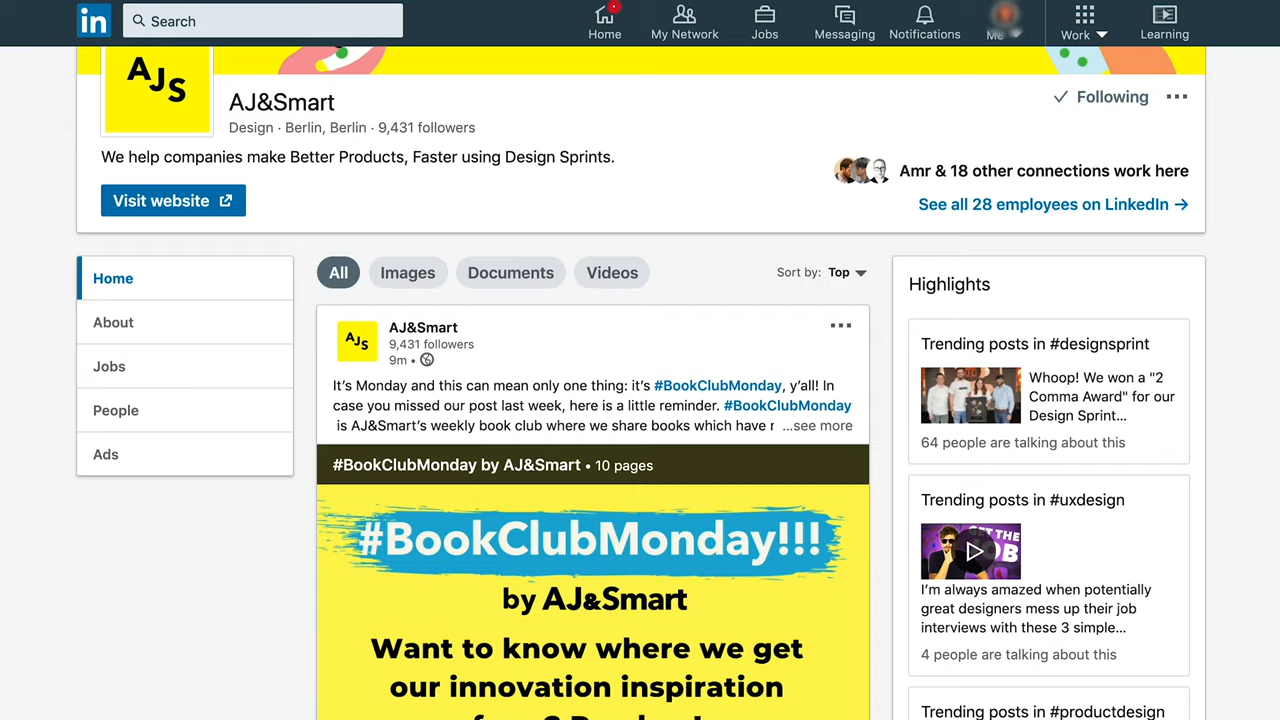 in
Search
Home
My Network
Jobs
Messaging
Notifications
Me
Work
Learning
AJS
AJ&Smart
Design · Berlin, Berlin · 9,431 followers
We help companies make Better Products, Faster using Design Sprints.
Visit website
Following
Amr & 18 other connections work here
See all 28 employees on LinkedIn →
Home
About
Jobs
People
Ads
All
Images
Documents
Videos
Sort by: Top
AJS
AJ&Smart
9,431 followers
9m •
It's Monday and this can mean only one thing: it's #BookClubMonday, y'all! In
case you missed our post last week, here is a little reminder. #BookClubMonday
is AJ&Smart's weekly book club where we share books which have r ...see more
#BookClubMonday by AJ&Smart • 10 pages
#BookClubMonday!!!
by AJ&Smart
Want to know where we get
our innovation inspiration
Highlights
Trending posts in #designsprint
Whoop! We won a "2
Comma Award" for our
Design Sprint...
64 people are talking about this
Trending posts in #uxdesign
GET THE
I'm always amazed when potentially
great designers mess up their job
interviews with these 3 simple...
4 people are talking about this
Trending posts in #productdesign